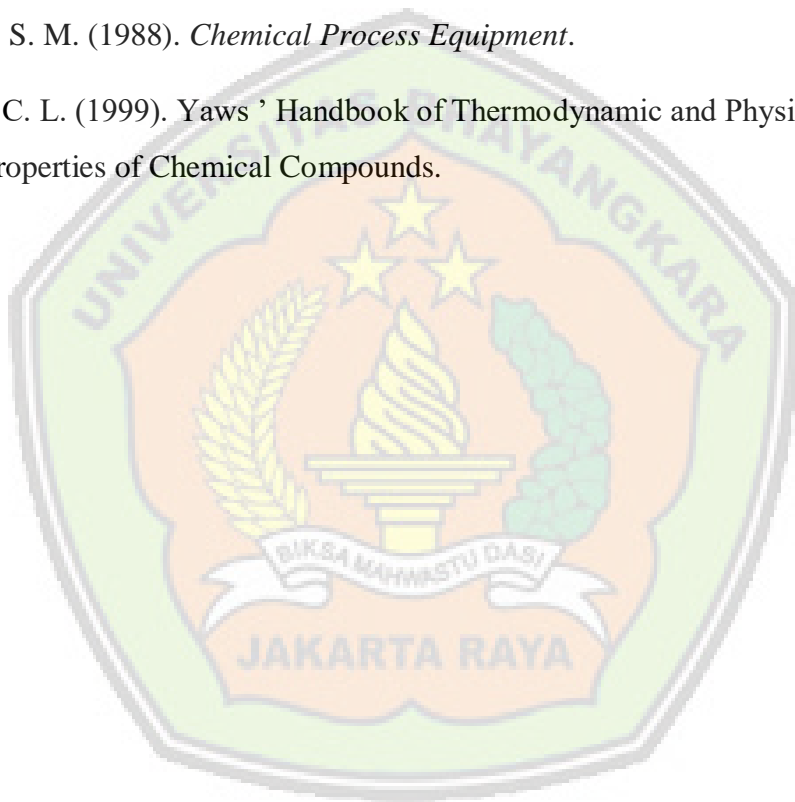 S. M. (1988). Chemical Process Equipment.
C. L. (1999). Yaws ’ Handbook of Thermodynamic and Physi
roperties of Chemical Compounds.
UNIVERSITAS BHAYANGKARA
BIKSA MAHWASTU DASI
JAKARTA RAYA